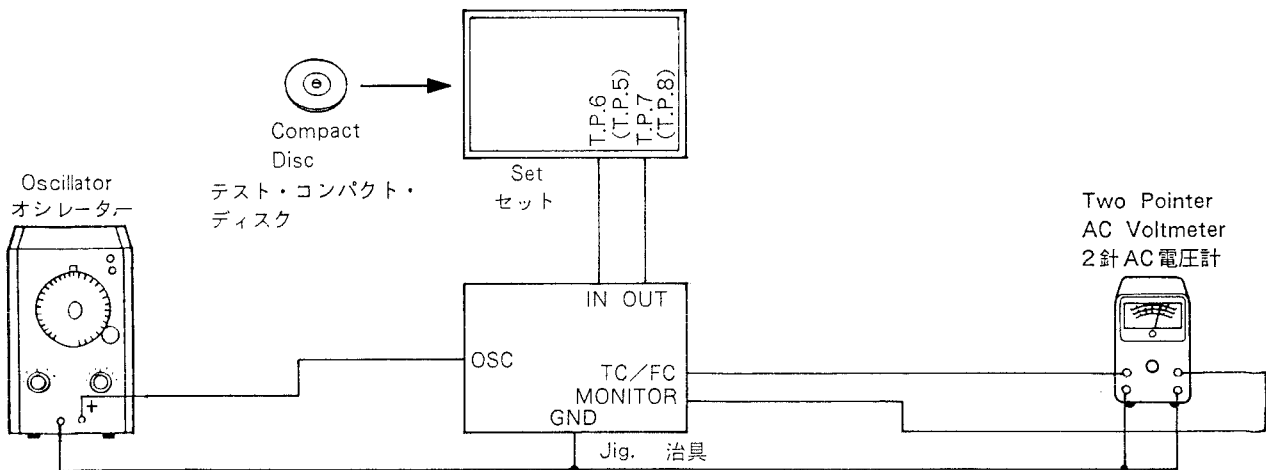 Compact
Disc
テスト・コンパクト・
ディスク
T.P.6
(T.P.5)
T.P.7
(T.P.8)
Set
セット
Oscillator
オシレーター
+
Two Pointer
AC Voltmeter
2針AC電圧計
IN OUT
OSC
TC/FC
MONITOR
GND
Jig. 治具